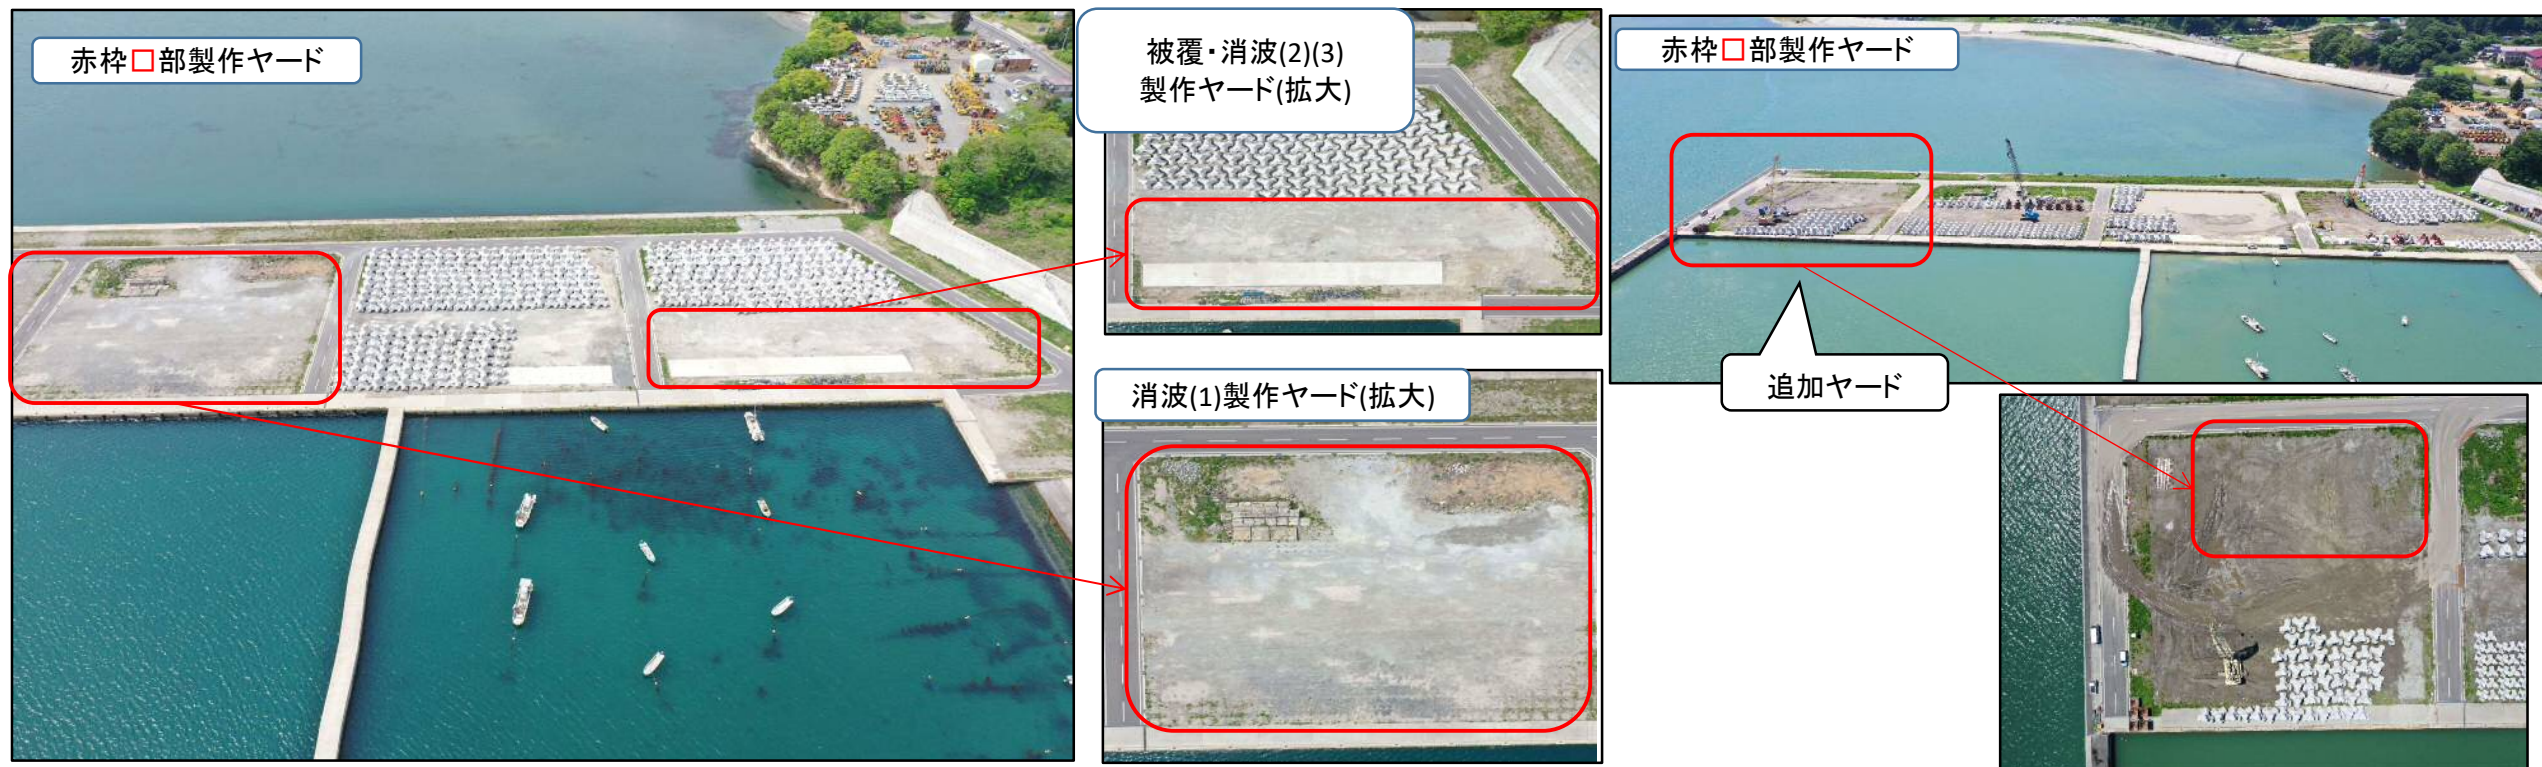 赤枠□部製作ヤード
被覆・消波(2)(3)
製作ヤード(拡大)
消波(1)製作ヤード(拡大)
赤枠□部製作ヤード
追加ヤード